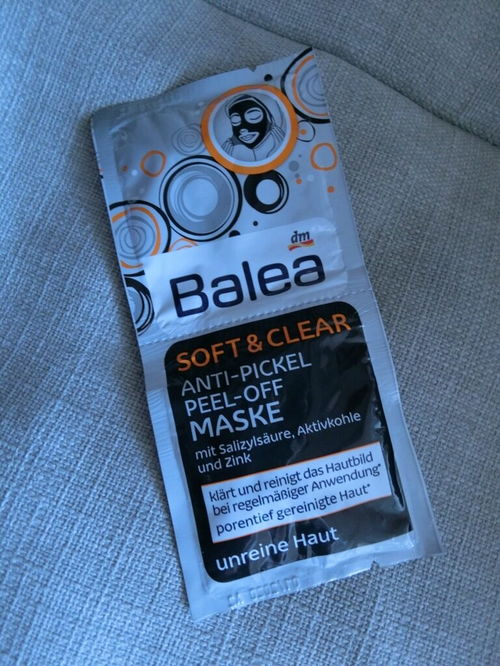 dm
Balea
SOFT & CLEAR
ANTI-PICKEL
PEEL-OFF
MASKE
mit Salizylsäure, Aktivkohle
und Zink
klärt und reinigt das Hautbild
bei regelmäßiger Anwendung*
porentief gereinigte Haut*
unreine Haut